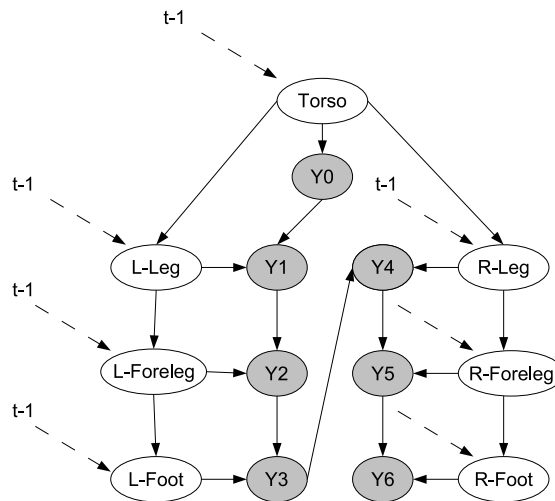 t-1
Torso
Y0
t-1
t-1
L-Leg
Y1
Y4
R-Leg
t-1
L-Foreleg
Y2
Y5
R-Foreleg
t-1
L-Foot
Y3
Y6
R-Foot